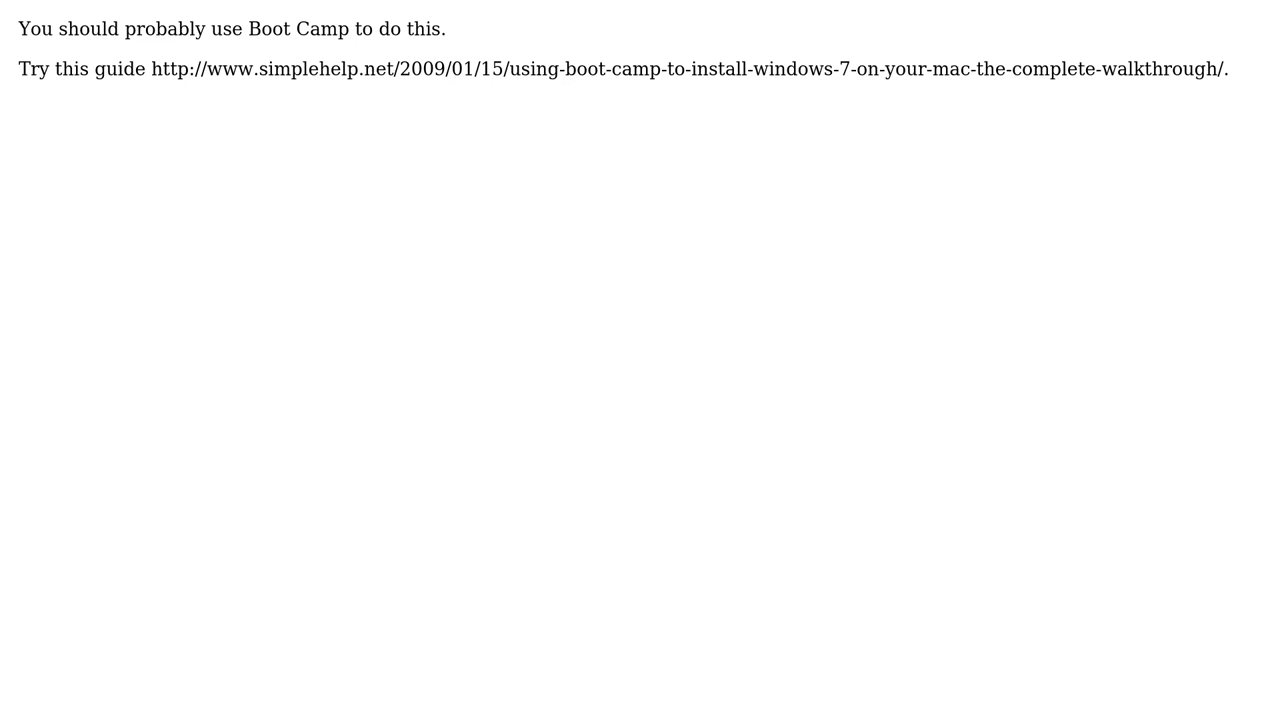 You should probably use Boot Camp to do this.
Try this guide http://www.simplehelp.net/2009/01/15/using-boot-camp-to-install-windows-7-on-your-mac-the-complete-walkthrough/.